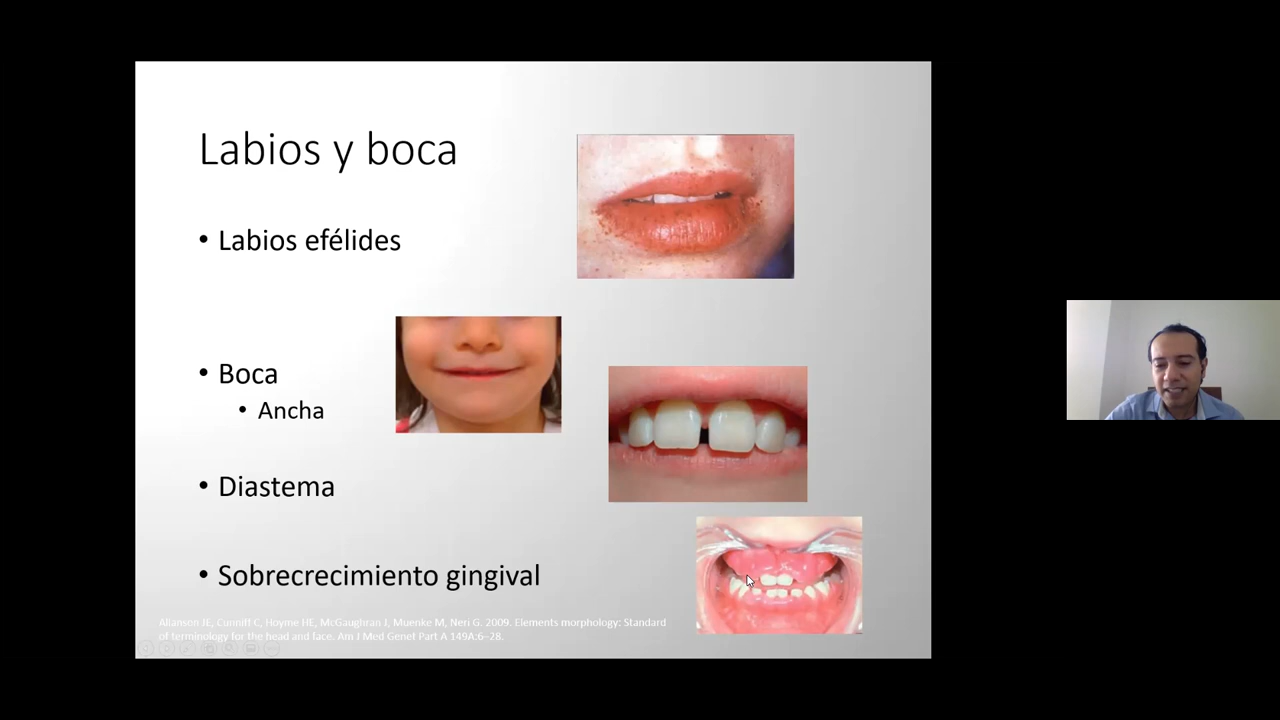 Labios y boca
• Labios efélides
• Boca
• Ancha
• Diastema
• Sobrecrecimiento gingival
Allanson JE, Cunniff C, Hoyme HE, McGaughran J, Muenke M, Neri G. 2009. Elements morphology: Standard
of terminology for the head and face. Am J Med Genet Part A 149A:6–28.